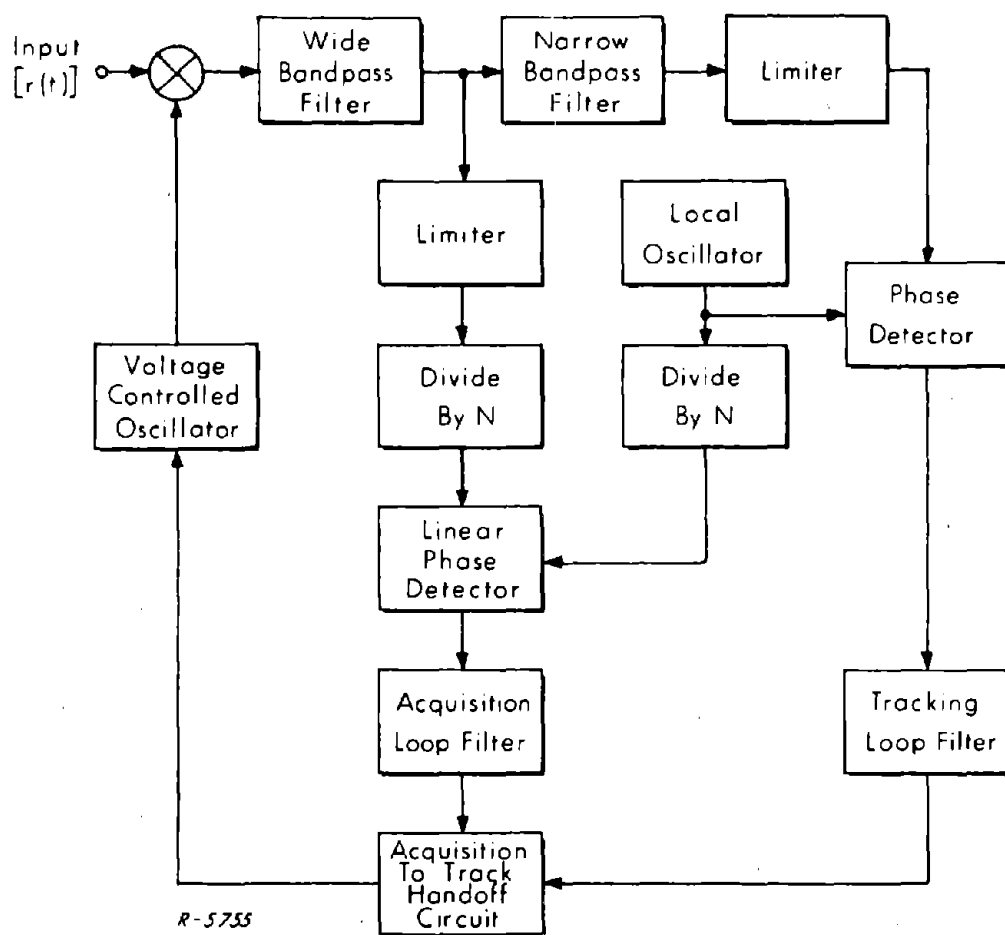 Input
[r(t)]
Wide
Bandpass
Filter
Narrow
Bandpass
Filter
Limiter
Limiter
Local
Oscillator
Phase
Detector
Voltage
Controlled
Oscillator
Divide
By N
Divide
By N
Linear
Phase
Detector
Acquisition
Loop Filter
Tracking
Loop Filter
Acquisition
To Track
Handoff
Circuit
R-5755